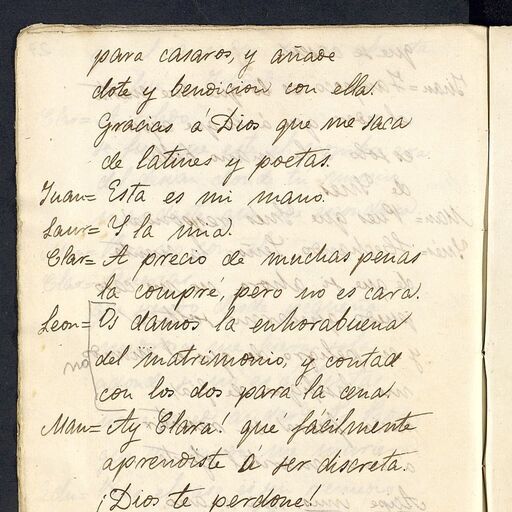 para casaros, y añade
dote y bendicion con ella.
Gracias á Dios que me saca
de latines y poetas.
Juan= Esta es mi mano.
Laur= Y la mia.
Clar= A precio de muchas penas
la compré, pero no es cara.
Leon= Os damos la enhorabuena
del matrimonio, y contad
con los dos para la cena.
Man= Ay Clara! qué fácilmente
aprendiste á ser discreta.
¡Dios te perdone!